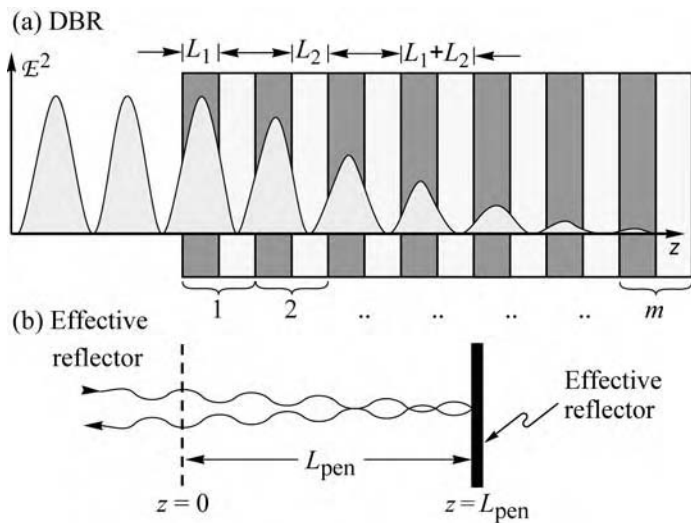 (a) DBR
L₁ L₂ L₁+L₂
ℰ²
z
1 2 .. .. .. .. m
(b) Effective
reflector
Effective
reflector
Lpen
z = 0 z = Lpen